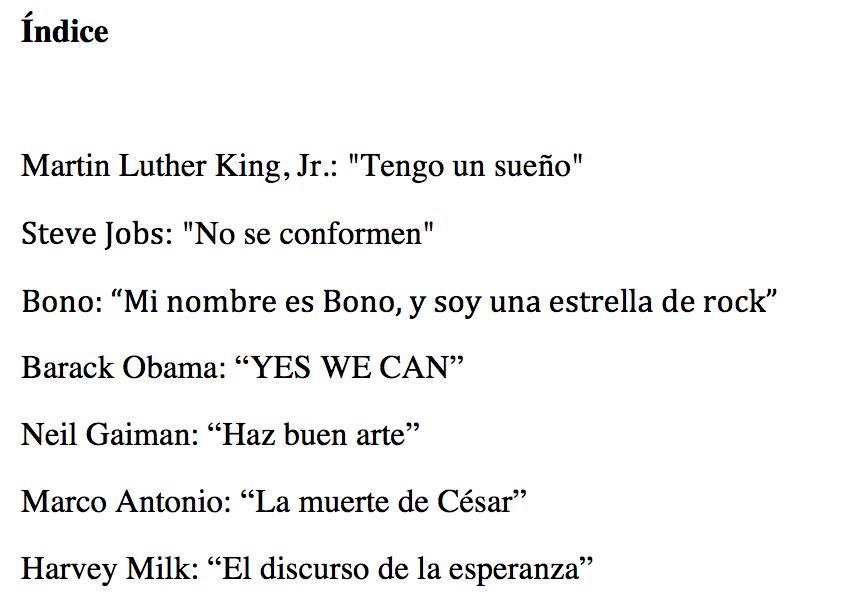 Índice
Martin Luther King, Jr.: "Tengo un sueño"
Steve Jobs: "No se conformen"
Bono: “Mi nombre es Bono, y soy una estrella de rock”
Barack Obama: “YES WE CAN”
Neil Gaiman: “Haz buen arte”
Marco Antonio: “La muerte de César”
Harvey Milk: “El discurso de la esperanza”